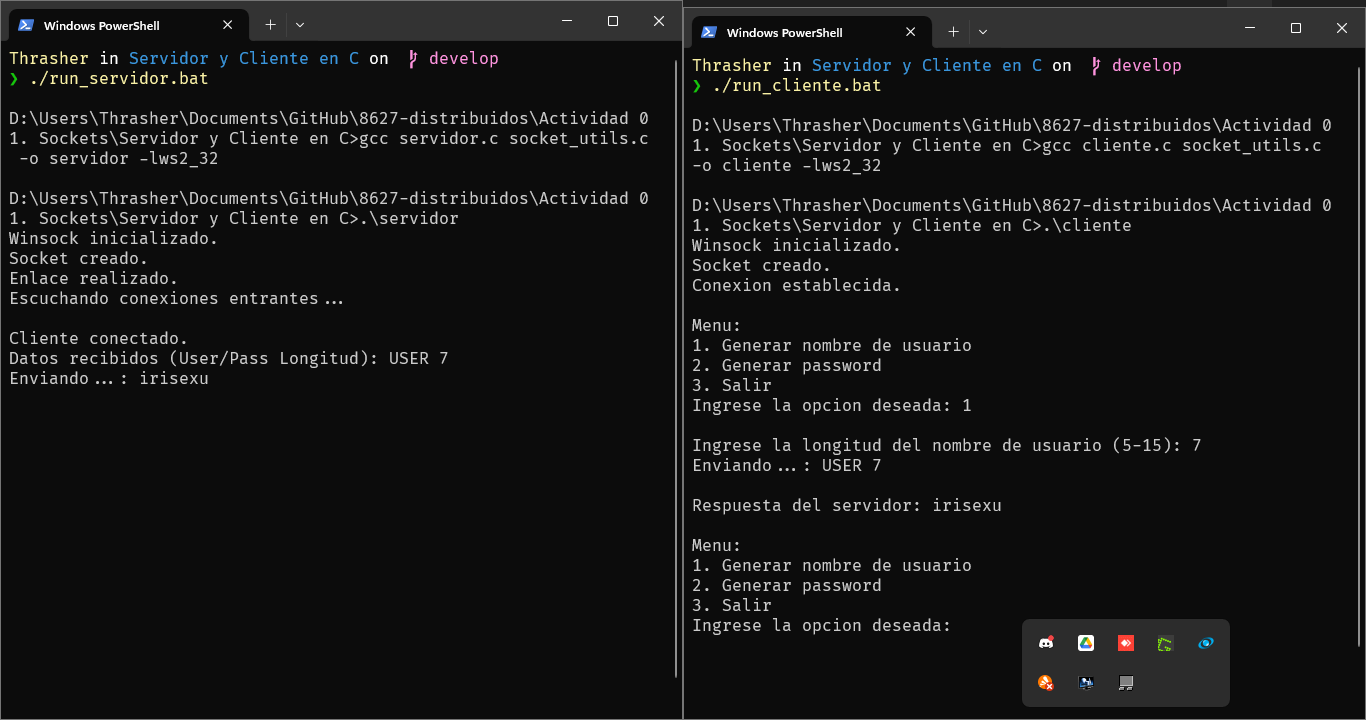 Windows PowerShell
Thrasher in Servidor y Cliente en C on develop
❯ ./run_servidor.bat
D:\Users\Thrasher\Documents\GitHub\8627-distribuidos\Actividad 0
1. Sockets\Servidor y Cliente en C>gcc servidor.c socket_utils.c
-o servidor -lws2_32
D:\Users\Thrasher\Documents\GitHub\8627-distribuidos\Actividad 0
1. Sockets\Servidor y Cliente en C>.\servidor
Winsock inicializado.
Socket creado.
Enlace realizado.
Escuchando conexiones entrantes...
Cliente conectado.
Datos recibidos (User/Pass Longitud): USER 7
Enviando...: irisexu
Windows PowerShell
Thrasher in Servidor y Cliente en C on develop
❯ ./run_cliente.bat
D:\Users\Thrasher\Documents\GitHub\8627-distribuidos\Actividad 0
1. Sockets\Servidor y Cliente en C>gcc cliente.c socket_utils.c
-o cliente -lws2_32
D:\Users\Thrasher\Documents\GitHub\8627-distribuidos\Actividad 0
1. Sockets\Servidor y Cliente en C>.\cliente
Winsock inicializado.
Socket creado.
Conexion establecida.
Menu:
1. Generar nombre de usuario
2. Generar password
3. Salir
Ingrese la opcion deseada: 1
Ingrese la longitud del nombre de usuario (5-15): 7
Enviando...: USER 7
Respuesta del servidor: irisexu
Menu:
1. Generar nombre de usuario
2. Generar password
3. Salir
Ingrese la opcion deseada: